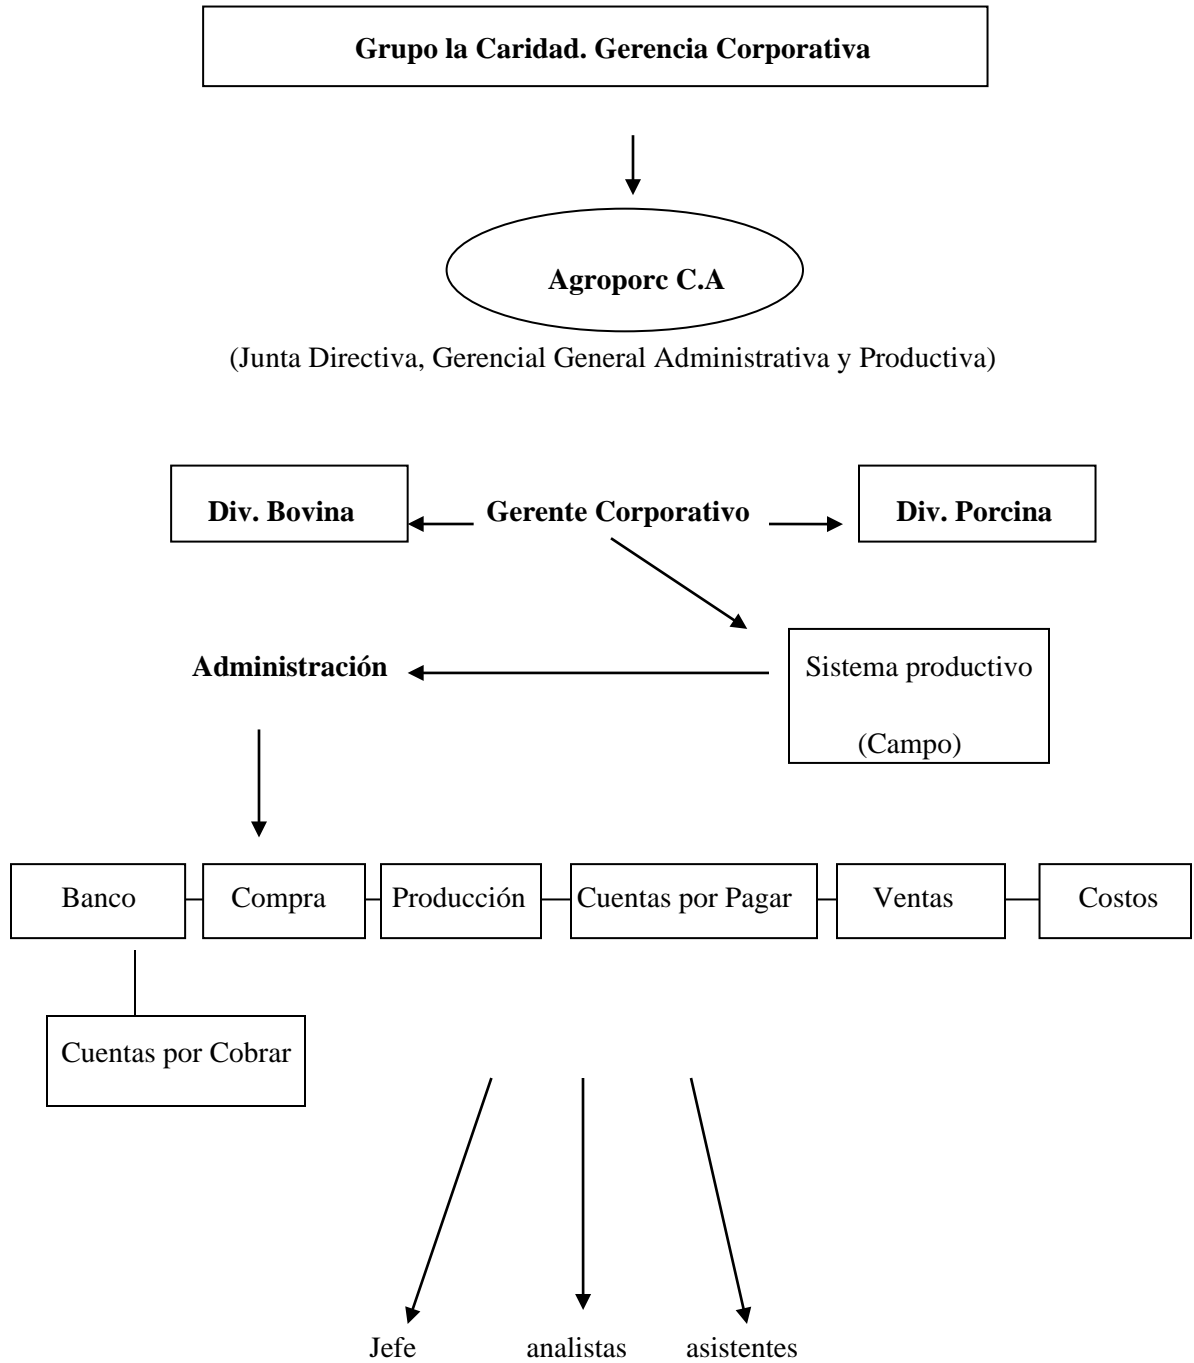 Grupo la Caridad. Gerencia Corporativa
Agroporc C.A
(Junta Directiva, Gerencial General Administrativa y Productiva)
Div. Bovina
Gerente Corporativo
Div. Porcina
Administración
Sistema productivo
(Campo)
Banco
Compra
Producción
Cuentas por Pagar
Ventas
Costos
Cuentas por Cobrar
Jefe
analistas
asistentes